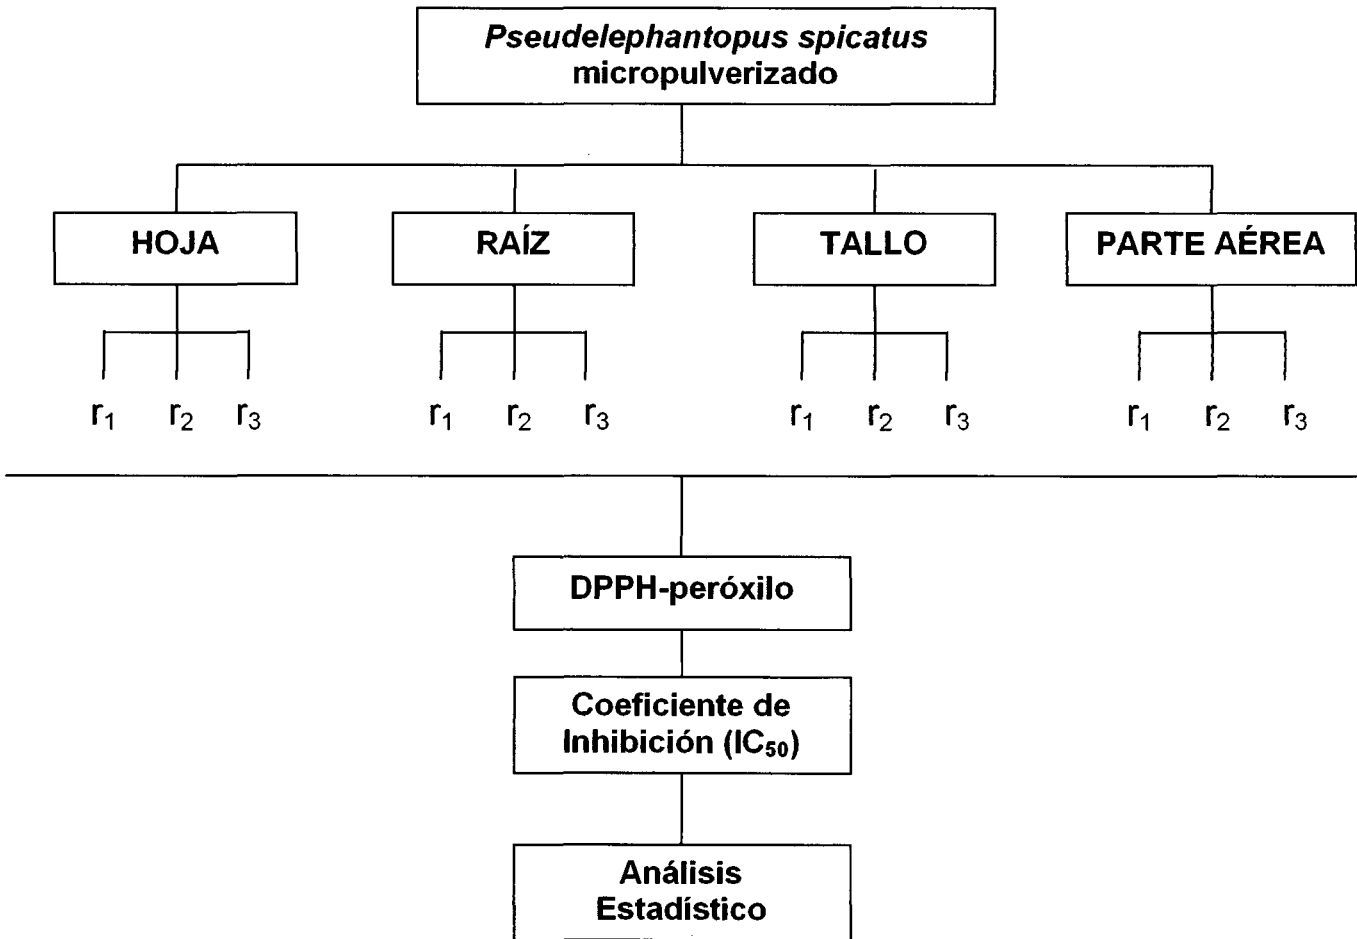 Pseudelephantopus spicatus
micropulverizado
HOJA RAÍZ TALLO PARTE AÉREA
r₁ r₂ r₃ r₁ r₂ r₃ r₁ r₂ r₃ r₁ r₂ r₃
DPPH-peróxilo
Coeficiente de
Inhibición (IC₅₀)
Análisis
Estadístico